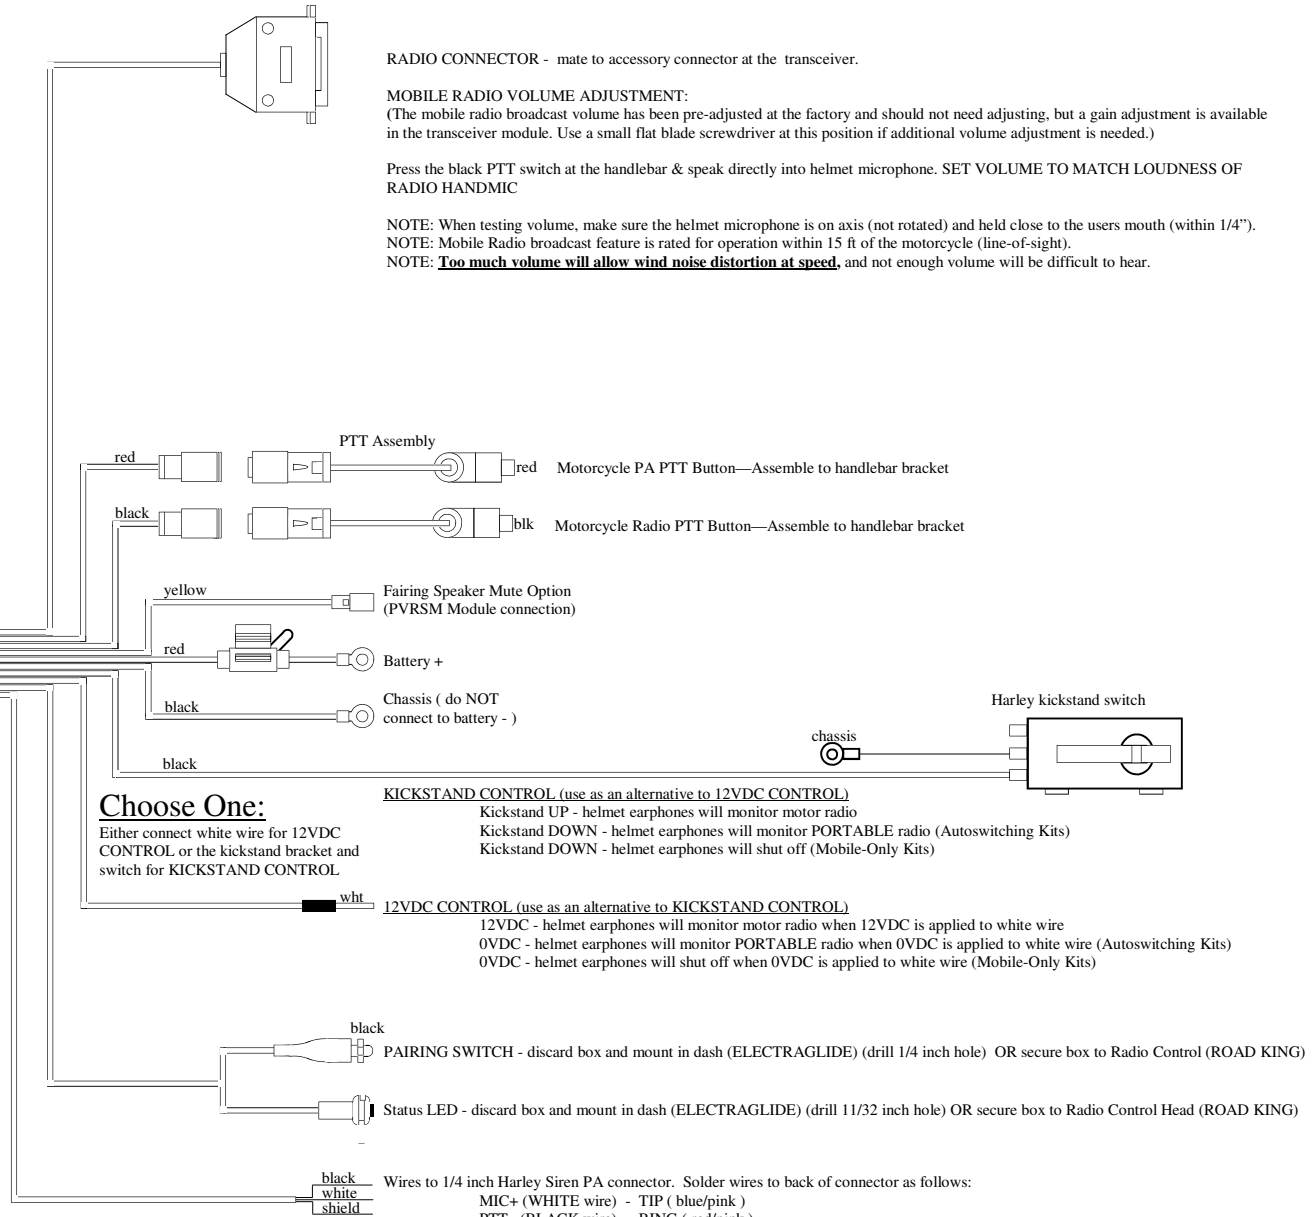 RADIO CONNECTOR - mate to accessory connector at the transceiver.
MOBILE RADIO VOLUME ADJUSTMENT:
(The mobile radio broadcast volume has been pre-adjusted at the factory and should not need adjusting, but a gain adjustment is available
in the transceiver module. Use a small flat blade screwdriver at this position if additional volume adjustment is needed.)
Press the black PTT switch at the handlebar & speak directly into helmet microphone. SET VOLUME TO MATCH LOUDNESS OF
RADIO HANDMIC
NOTE: When testing volume, make sure the helmet microphone is on axis (not rotated) and held close to the users mouth (within 1/4”).
NOTE: Mobile Radio broadcast feature is rated for operation within 15 ft of the motorcycle (line-of-sight).
NOTE: Too much volume will allow wind noise distortion at speed, and not enough volume will be difficult to hear.
PTT Assembly
red
red
Motorcycle PA PTT Button—Assemble to handlebar bracket
black
blk
Motorcycle Radio PTT Button—Assemble to handlebar bracket
yellow
Fairing Speaker Mute Option
(PVRSM Module connection)
red
Battery +
black
Chassis ( do NOT
connect to battery - )
Harley kickstand switch
chassis
black
Choose One:
Either connect white wire for 12VDC
CONTROL or the kickstand bracket and
switch for KICKSTAND CONTROL
KICKSTAND CONTROL (use as an alternative to 12VDC CONTROL)
Kickstand UP - helmet earphones will monitor motor radio
Kickstand DOWN - helmet earphones will monitor PORTABLE radio (Autoswitching Kits)
Kickstand DOWN - helmet earphones will shut off (Mobile-Only Kits)
wht
12VDC CONTROL (use as an alternative to KICKSTAND CONTROL)
12VDC - helmet earphones will monitor motor radio when 12VDC is applied to white wire
0VDC - helmet earphones will monitor PORTABLE radio when 0VDC is applied to white wire (Autoswitching Kits)
0VDC - helmet earphones will shut off when 0VDC is applied to white wire (Mobile-Only Kits)
black
PAIRING SWITCH - discard box and mount in dash (ELECTRAGLIDE) (drill 1/4 inch hole) OR secure box to Radio Control (ROAD KING)
Status LED - discard box and mount in dash (ELECTRAGLIDE) (drill 11/32 inch hole) OR secure box to Radio Control Head (ROAD KING)
black
white
shield
Wires to 1/4 inch Harley Siren PA connector. Solder wires to back of connector as follows:
MIC+ (WHITE wire) - TIP ( blue/pink )